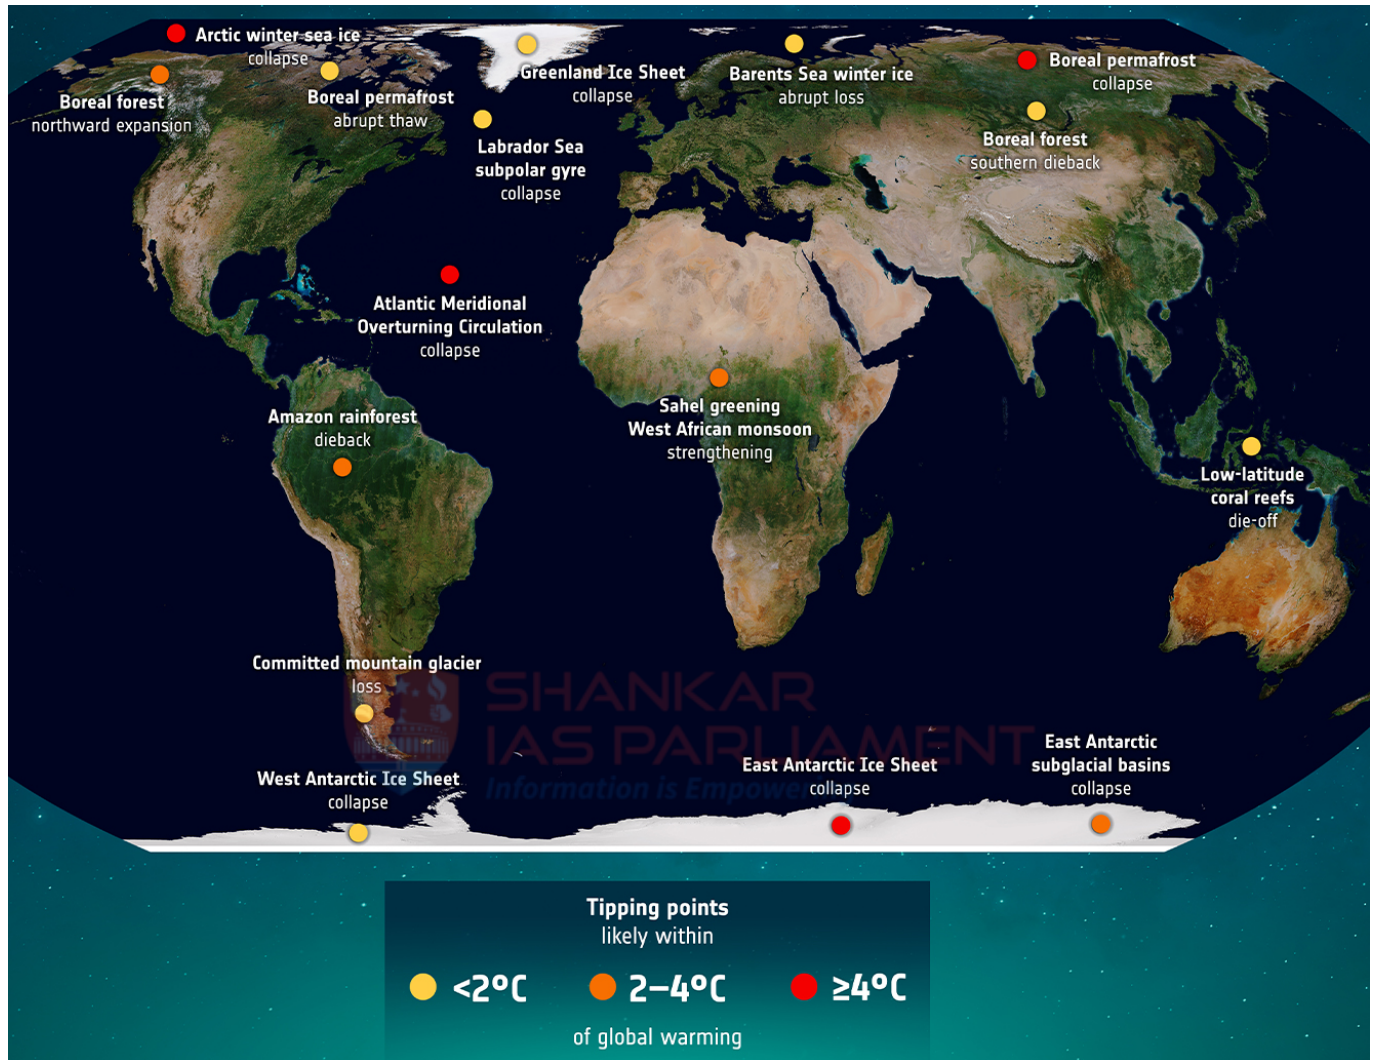 Arctic winter sea ice
collapse
Boreal forest
northward expansion
Boreal permafrost
abrupt thaw
Greenland Ice Sheet
collapse
Labrador Sea
subpolar gyre
collapse
Barents Sea winter ice
abrupt loss
Boreal permafrost
collapse
Boreal forest
southern dieback
Atlantic Meridional
Overturning Circulation
collapse
Amazon rainforest
dieback
Sahel greening
West African monsoon
strengthening
Low-latitude
coral reefs
die-off
Committed mountain glacier
loss
SHANKAR
IAS PARLIAMENT
Information is Empowering
West Antarctic Ice Sheet
collapse
East Antarctic Ice Sheet
collapse
East Antarctic
subglacial basins
collapse
Tipping points
likely within
<2°C
2–4°C
≥4°C
of global warming